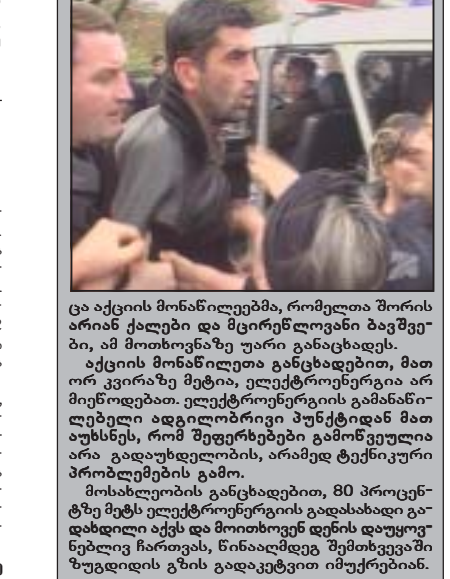 ცა აქციის მონაწილეებმა, რომელთა შორის
არიან ქალები და მცირეწლოვანი ბავშვე-
ბი, ამ მოთხოვნაზე უარი განაცხადეს.
აქციის მონაწილეთა განცხადებით, მათ
ორ კვირაზე მეტია, ელექტროენერგია არ
მიეწოდებათ. ელექტროენერგიის გამანაწი-
ლებელი ადგილობრივი პუნქტიდან მათ
აუხსნეს, რომ შეფერხებები გამოწვეულია
არა გადაუხდელობის, არამედ ტექნიკური
პრობლემების გამო.
მოსახლეობის განცხადებით, 80 პროცენ-
ტზე მეტს ელექტროენერგიის გადასახადი გა-
დახდილი აქვს და მოითხოვენ დენის დაუყოვ-
ნებლივ ჩართვას, წინააღმდეგ შემთხვევაში
ზუგდიდის გზის გადაკეტვით იმუქრებიან.